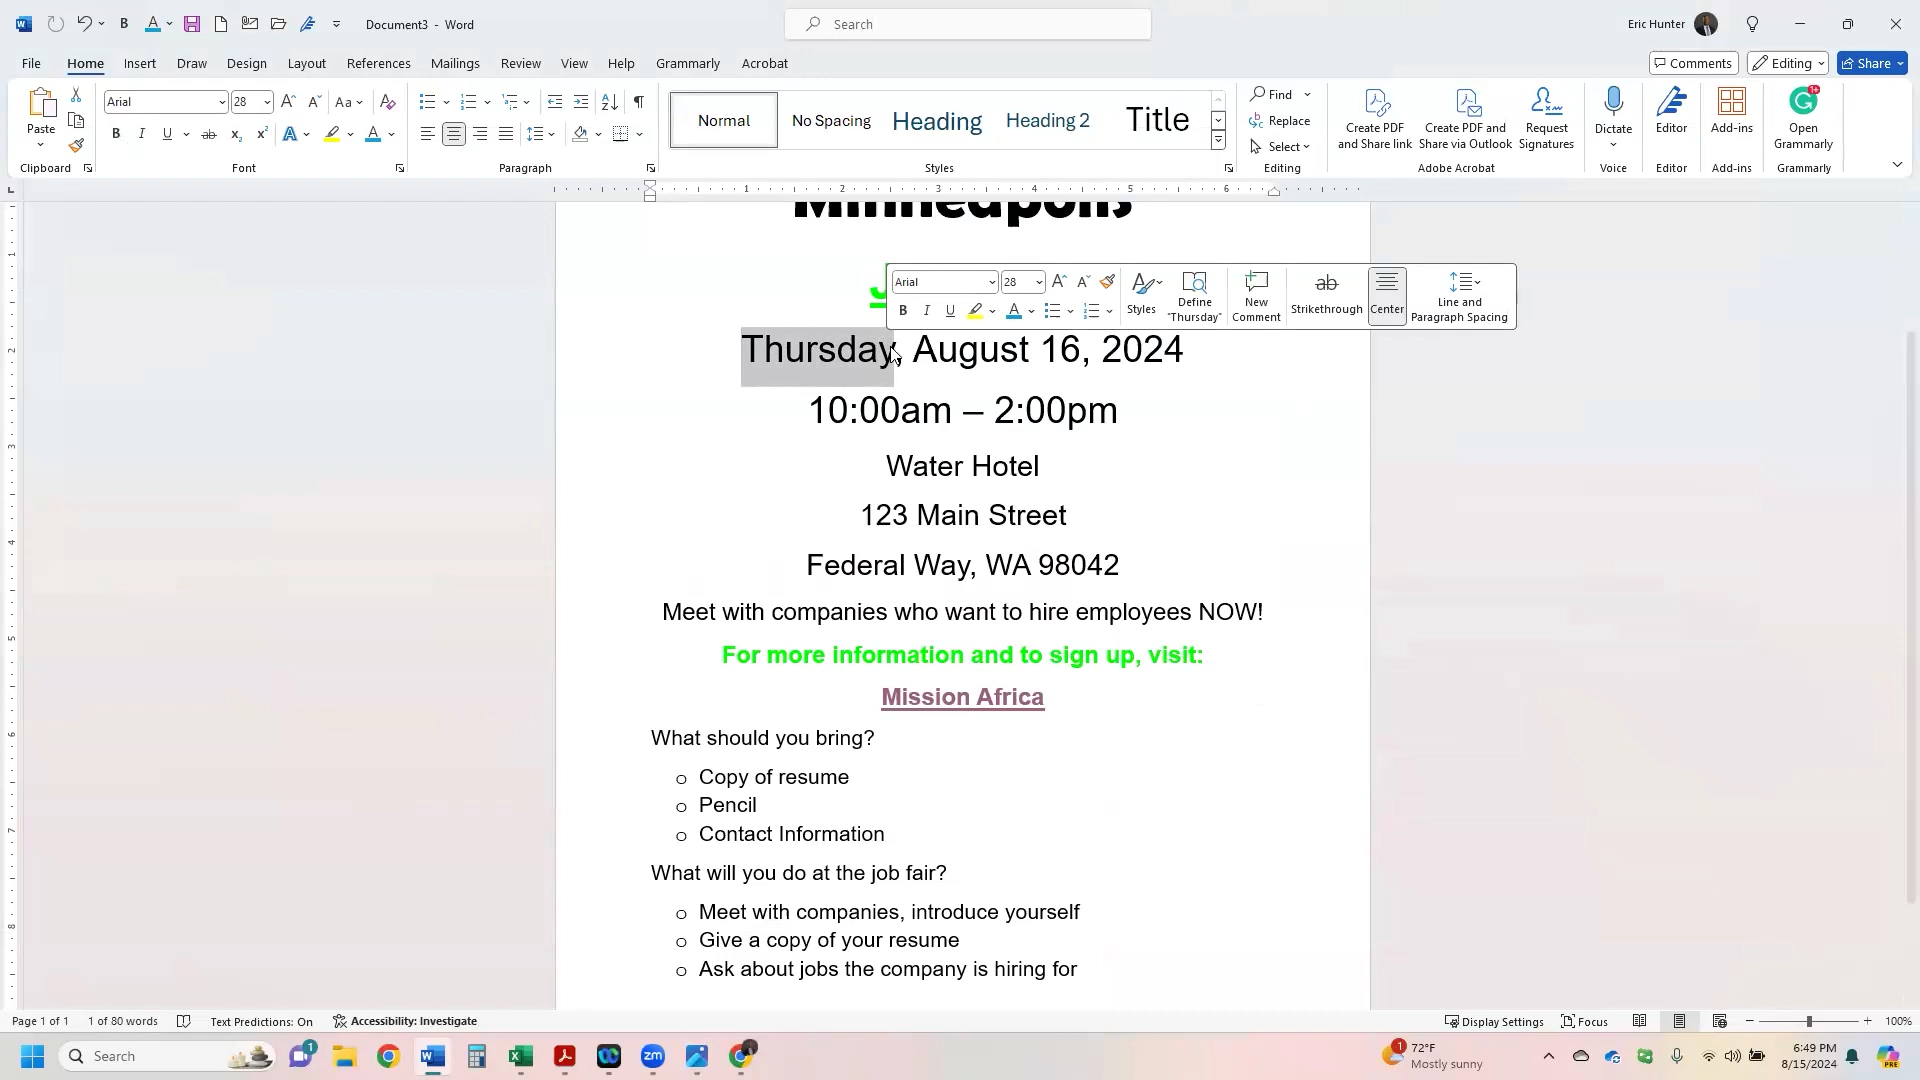 Document3 - Word
Search
Eric Hunter
File Home Insert Draw Design Layout References Mailings Review View Help Grammarly Acrobat
Comments Editing Share
Paste
Clipboard
Arial 28
Font
Paragraph
Normal No Spacing Heading Heading 2 Title
Styles
Find
Replace
Select
Editing
Create PDF and Share link
Create PDF and Share via Outlook
Request Signatures
Adobe Acrobat
Dictate
Voice
Editor
Editor
Add-ins
Add-ins
Open Grammarly
Grammarly
1 2 3 4 5 6
Minneapolis
Arial 28
Styles
Define "Thursday"
New Comment
Strikethrough
Center
Line and Paragraph Spacing
Thursday, August 16, 2024
10:00am – 2:00pm
Water Hotel
123 Main Street
Federal Way, WA 98042
Meet with companies who want to hire employees NOW!
For more information and to sign up, visit:
Mission Africa
What should you bring?
o Copy of resume
o Pencil
o Contact Information
What will you do at the job fair?
o Meet with companies, introduce yourself
o Give a copy of your resume
o Ask about jobs the company is hiring for
Page 1 of 1 1 of 80 words Text Predictions: On Accessibility: Investigate
Display Settings Focus 100%
Search
72°F
Mostly sunny
6:49 PM
8/15/2024